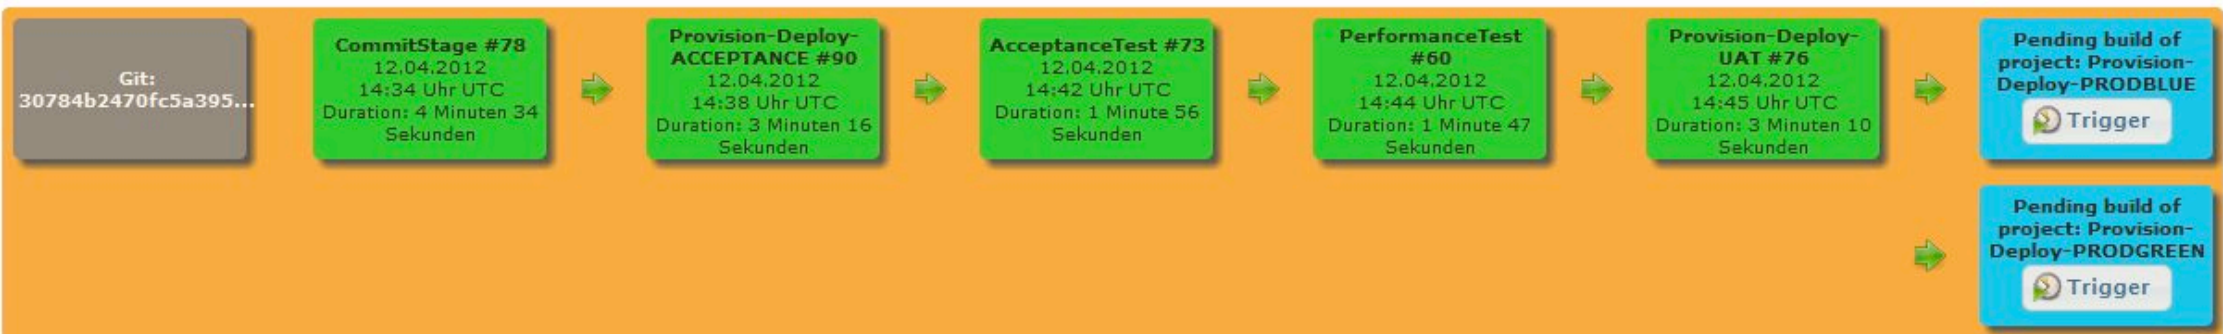 Git:
30784b2470fc5a395...
CommitStage #78
12.04.2012
14:34 Uhr UTC
Duration: 4 Minuten 34
Sekunden
Provision-Deploy-
ACCEPTANCE #90
12.04.2012
14:38 Uhr UTC
Duration: 3 Minuten 16
Sekunden
AcceptanceTest #73
12.04.2012
14:42 Uhr UTC
Duration: 1 Minute 56
Sekunden
PerformanceTest
#60
12.04.2012
14:44 Uhr UTC
Duration: 1 Minute 47
Sekunden
Provision-Deploy-
UAT #76
12.04.2012
14:45 Uhr UTC
Duration: 3 Minuten 10
Sekunden
Pending build of
project: Provision-
Deploy-PRODBLUE
Trigger
Pending build of
project: Provision-
Deploy-PRODGREEN
Trigger